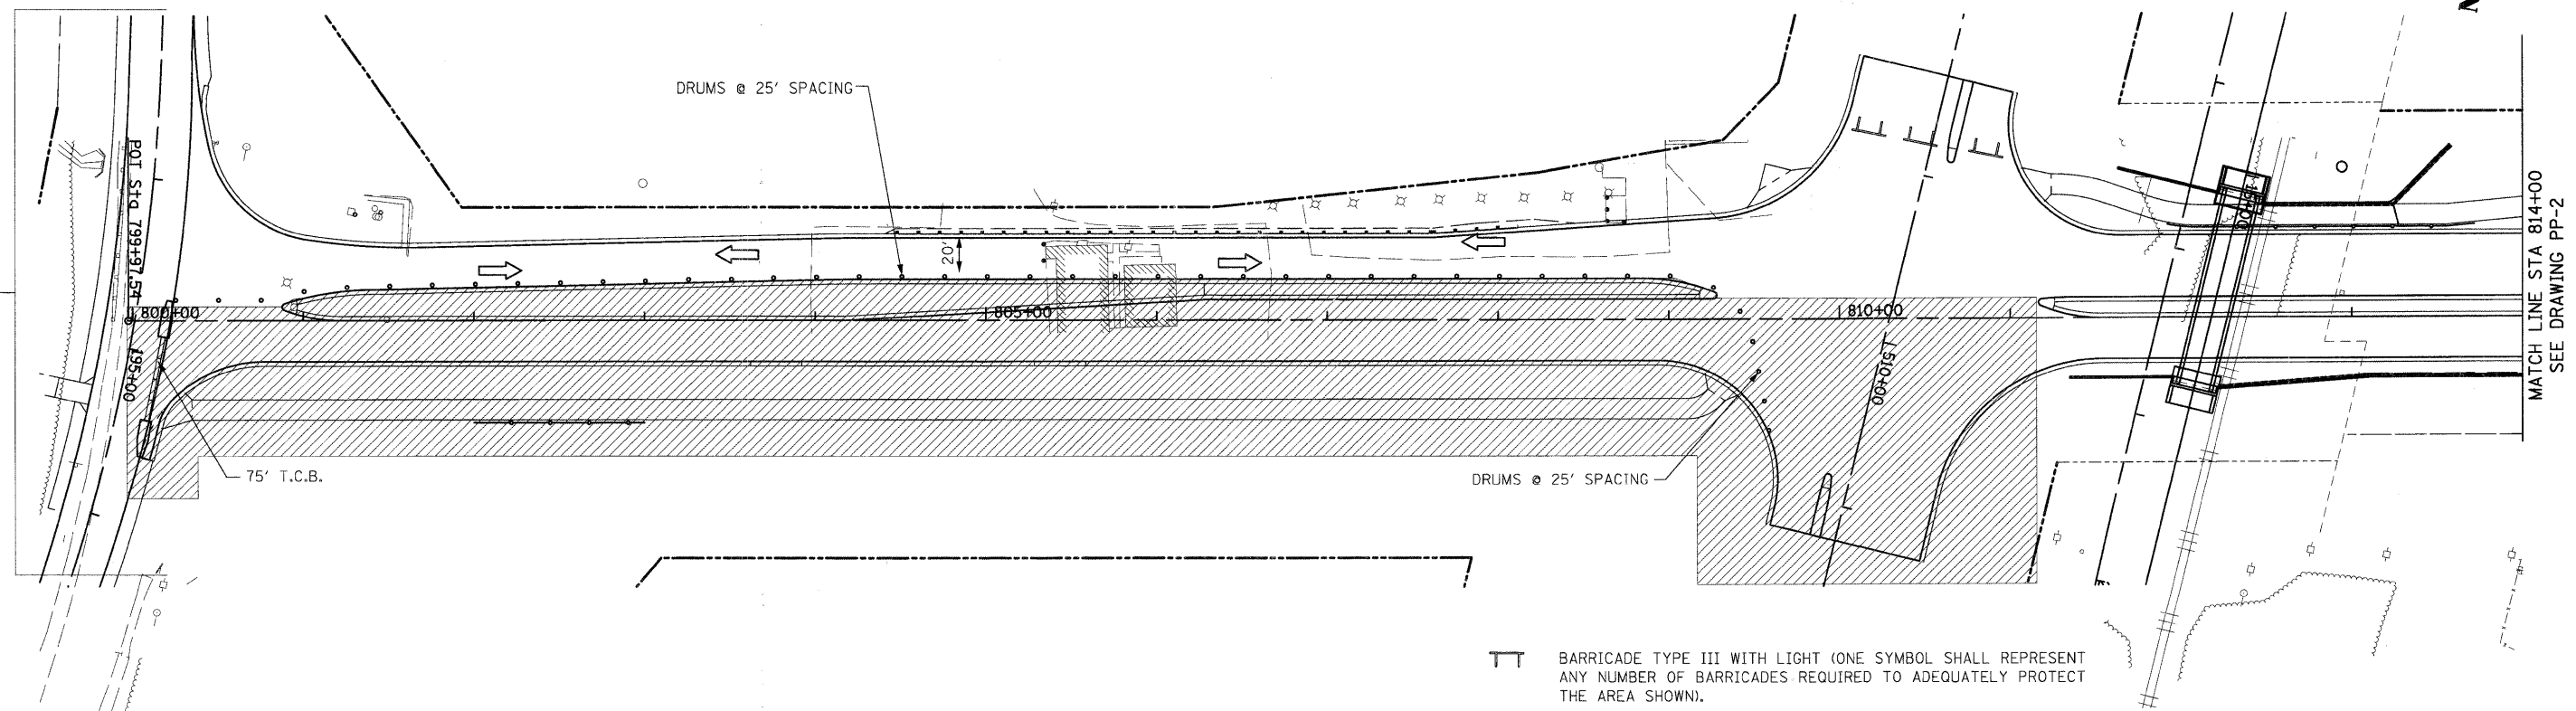 N
DRUMS @ 25' SPACING
POT Sta 799+97.54
20'
800+00
805+00
810+00
195+00
1510+00
MATCH LINE STA 814+00
SEE DRAWING PP-2
75' T.C.B.
DRUMS @ 25' SPACING
BARRICADE TYPE III WITH LIGHT (ONE SYMBOL SHALL REPRESENT
ANY NUMBER OF BARRICADES REQUIRED TO ADEQUATELY PROTECT
THE AREA SHOWN).